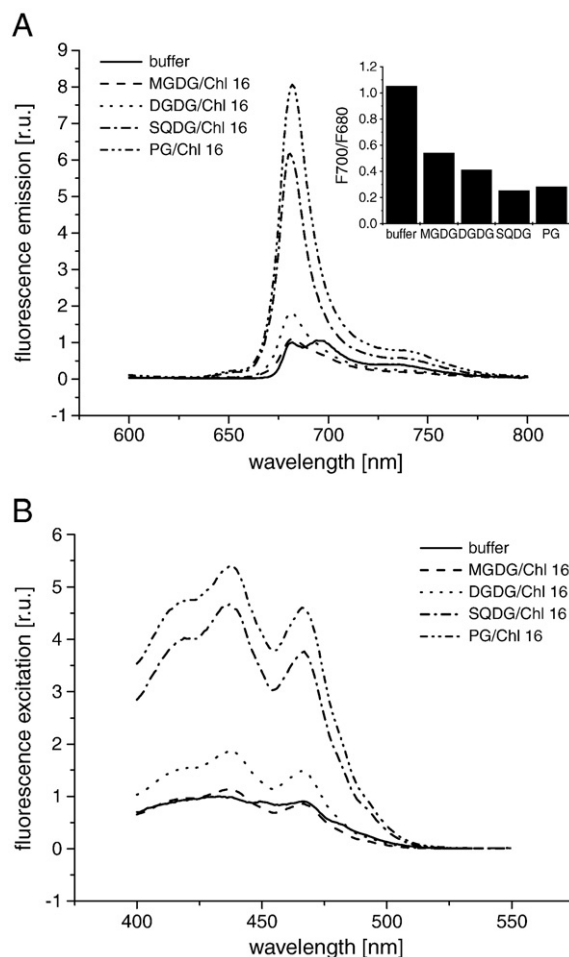 A
fluorescence emission [r.u.]
9
8
7
6
5
4
3
2
1
0
-1
600
650
700
750
800
wavelength [nm]
buffer
MGDG/Chl 16
DGDG/Chl 16
SQDG/Chl 16
PG/Chl 16
F700/F680
1.2
1.0
0.8
0.6
0.4
0.2
0.0
buffer
MGDG
DGDG
SQDG
PG
B
fluorescence excitation [r.u.]
6
5
4
3
2
1
0
-1
400
450
500
550
wavelength [nm]
buffer
MGDG/Chl 16
DGDG/Chl 16
SQDG/Chl 16
PG/Chl 16